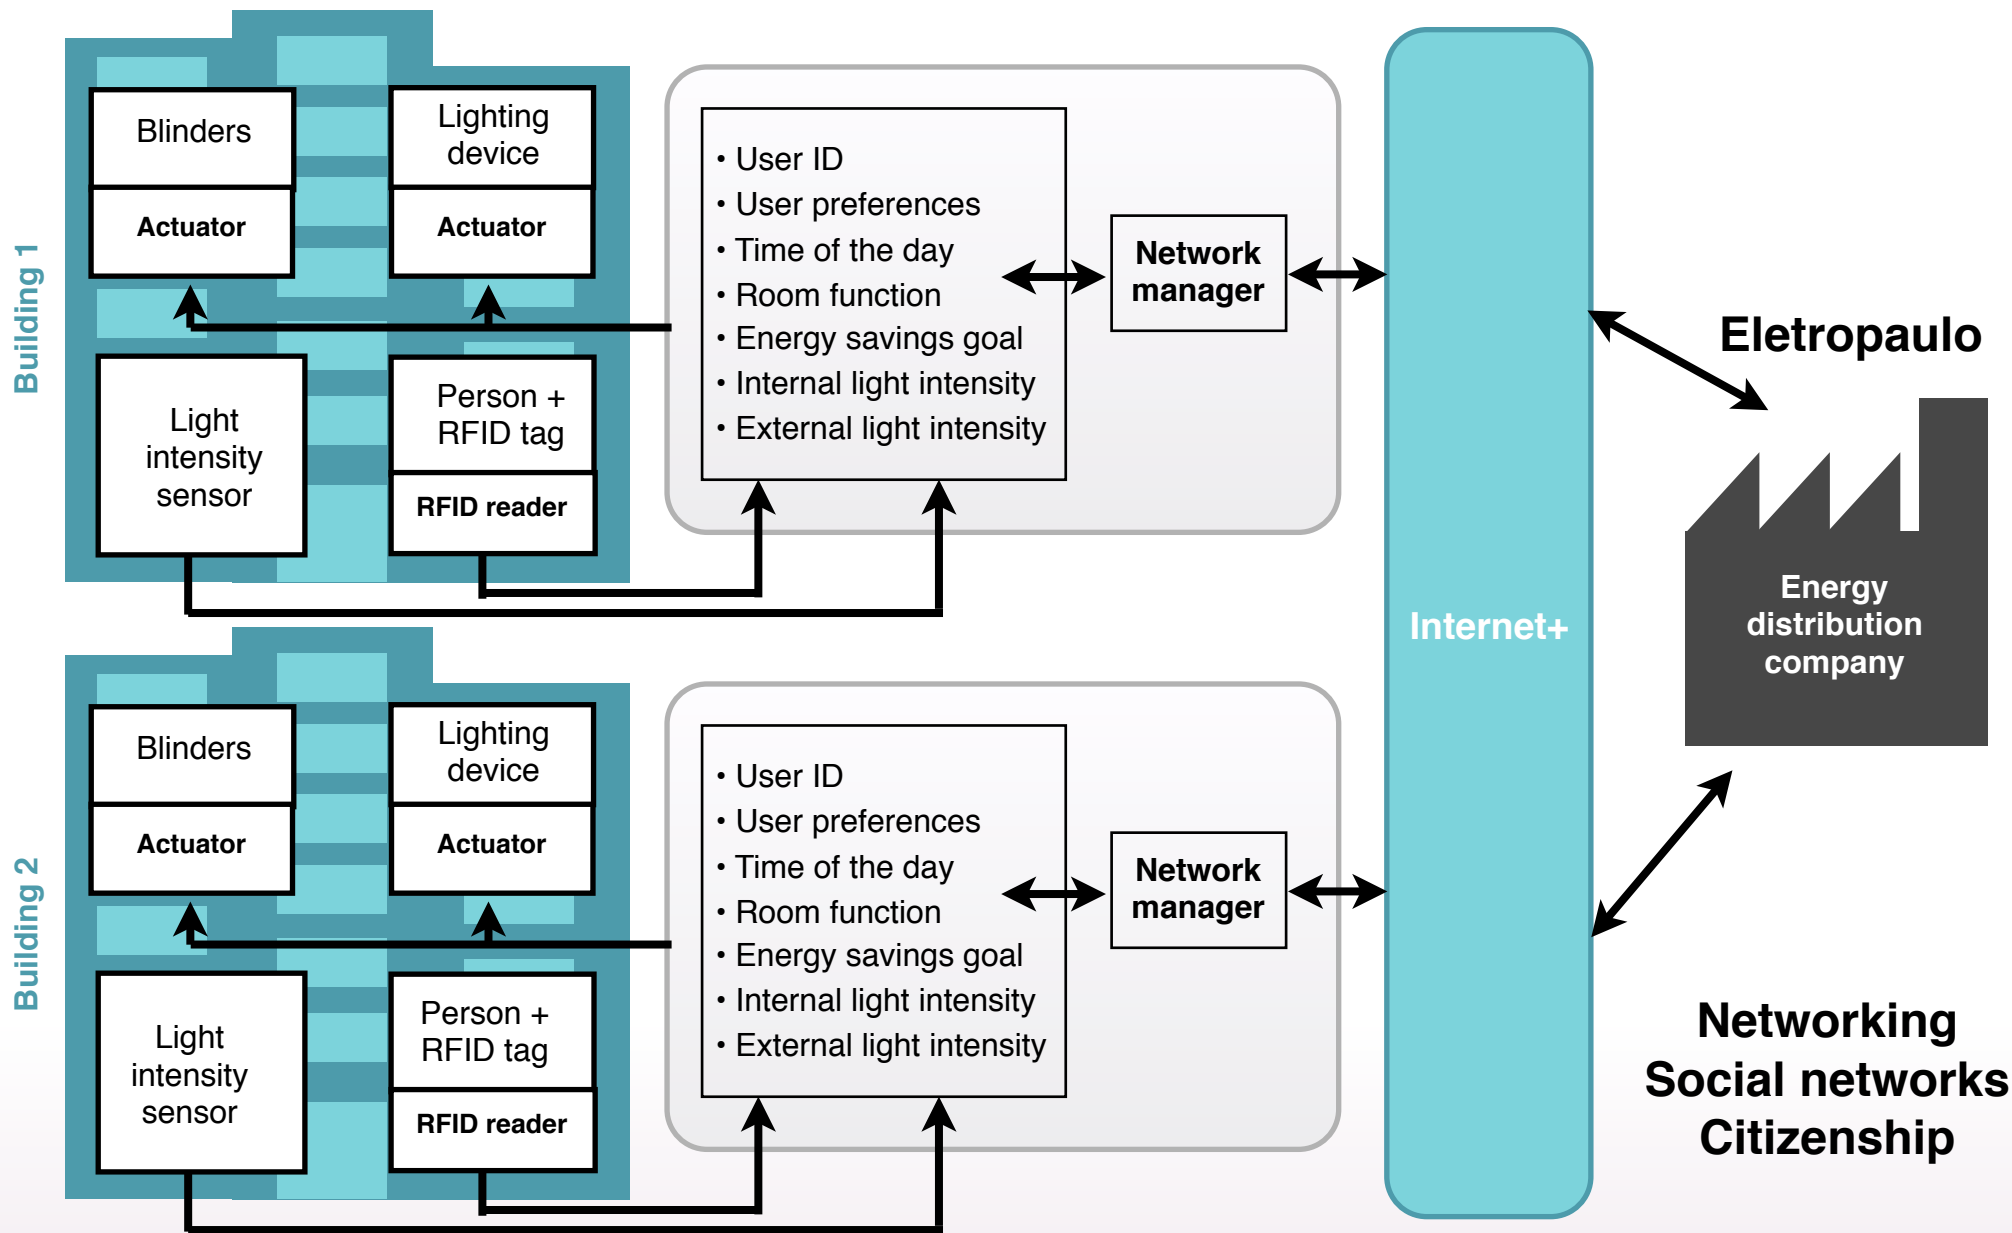 Building 1
Blinders
Actuator
Lighting
device
Actuator
Light
intensity
sensor
Person +
RFID tag
RFID reader
• User ID
• User preferences
• Time of the day
• Room function
• Energy savings goal
• Internal light intensity
• External light intensity
Network
manager
Building 2
Blinders
Actuator
Lighting
device
Actuator
Light
intensity
sensor
Person +
RFID tag
RFID reader
• User ID
• User preferences
• Time of the day
• Room function
• Energy savings goal
• Internal light intensity
• External light intensity
Network
manager
Internet+
Eletropaulo
Energy
distribution
company
Networking
Social networks
Citizenship